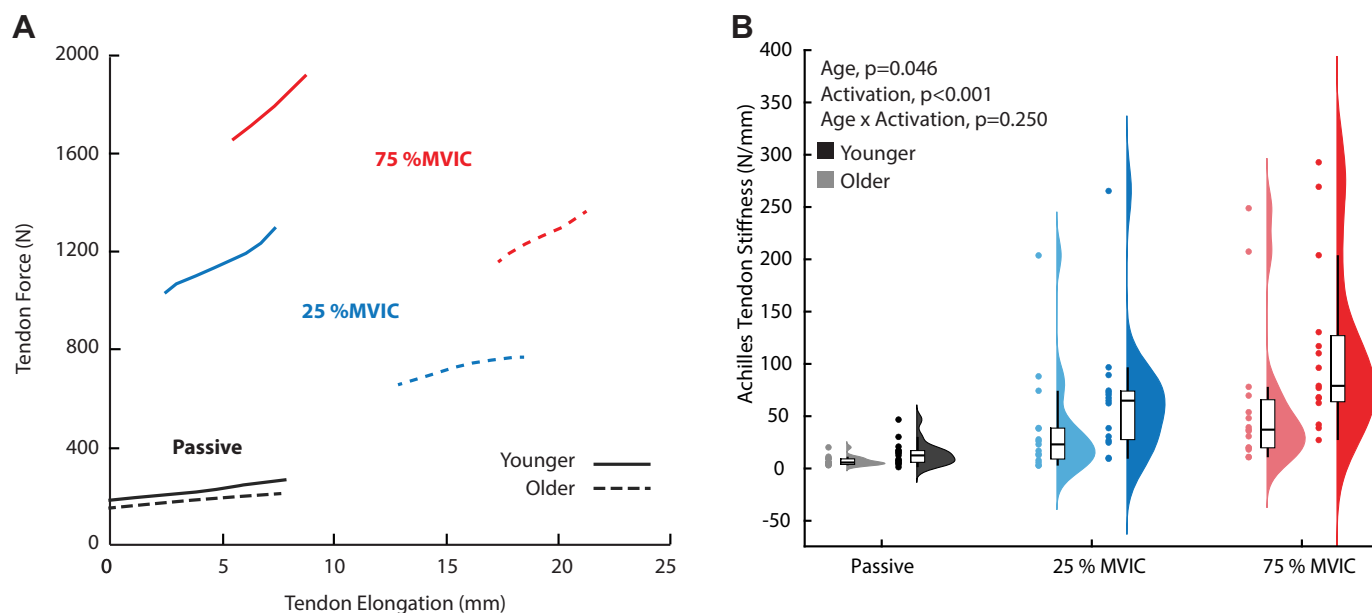 A
Tendon Force (N)
2000
1600
1200
800
400
0
75 %MVIC
25 %MVIC
Passive
Younger
Older
0 5 10 15 20 25
Tendon Elongation (mm)
B
Achilles Tendon Stiffness (N/mm)
400
350
300
250
200
150
100
50
0
-50
Age, p=0.046
Activation, p<0.001
Age x Activation, p=0.250
Younger
Older
Passive 25 % MVIC 75 % MVIC